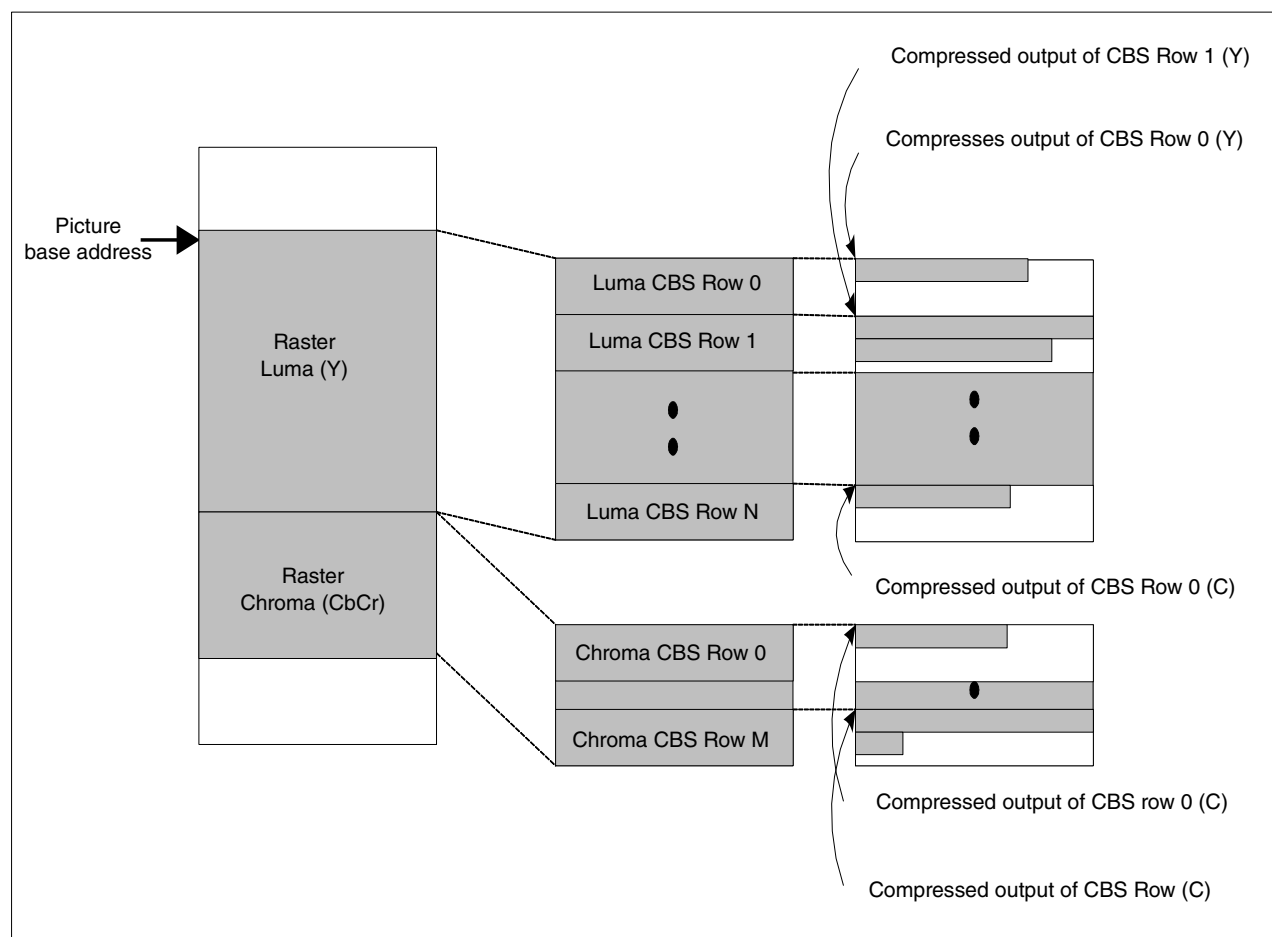 Compressed output of CBS Row 1 (Y)
Compresses output of CBS Row 0 (Y)
Picture
base address
Raster
Luma (Y)
Raster
Chroma (CbCr)
Luma CBS Row 0
Luma CBS Row 1
Luma CBS Row N
Compressed output of CBS Row 0 (C)
Chroma CBS Row 0
Chroma CBS Row M
Compressed output of CBS row 0 (C)
Compressed output of CBS Row (C)